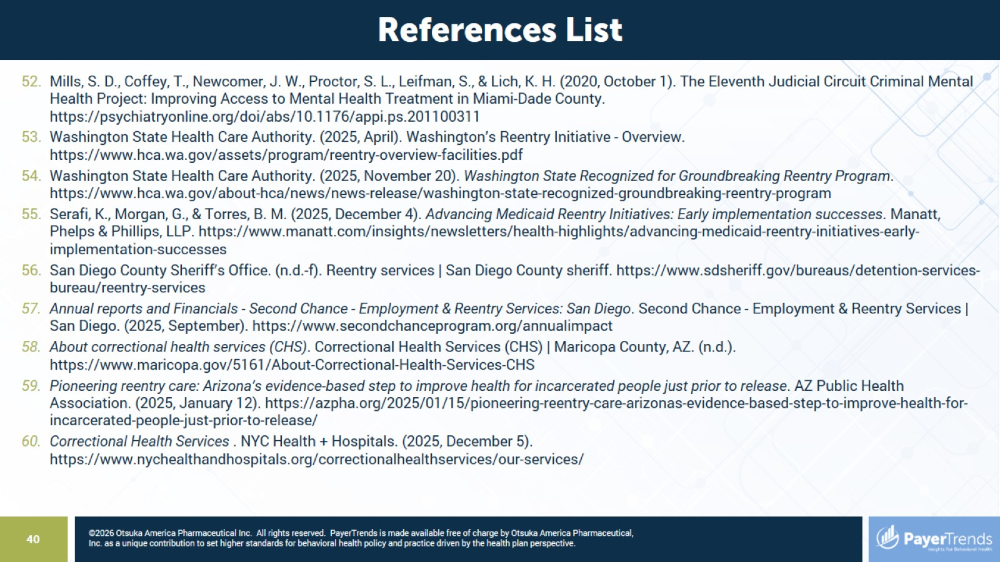 References List
52. Mills, S. D., Coffey, T., Newcomer, J. W., Proctor, S. L., Leifman, S., & Lich, K. H. (2020, October 1). The Eleventh Judicial Circuit Criminal Mental
Health Project: Improving Access to Mental Health Treatment in Miami-Dade County.
https://psychiatryonline.org/doi/abs/10.1176/appi.ps.201100311
53. Washington State Health Care Authority. (2025, April). Washington’s Reentry Initiative - Overview.
https://www.hca.wa.gov/assets/program/reentry-overview-facilities.pdf
54. Washington State Health Care Authority. (2025, November 20). Washington State Recognized for Groundbreaking Reentry Program.
https://www.hca.wa.gov/about-hca/news/news-release/washington-state-recognized-groundbreaking-reentry-program
55. Serafi, K., Morgan, G., & Torres, B. M. (2025, December 4). Advancing Medicaid Reentry Initiatives: Early implementation successes. Manatt,
Phelps & Phillips, LLP. https://www.manatt.com/insights/newsletters/health-highlights/advancing-medicaid-reentry-initiatives-early-
implementation-successes
56. San Diego County Sheriff’s Office. (n.d.-f). Reentry services | San Diego County sheriff. https://www.sdsheriff.gov/bureaus/detention-services-
bureau/reentry-services
57. Annual reports and Financials - Second Chance - Employment & Reentry Services: San Diego. Second Chance - Employment & Reentry Services |
San Diego. (2025, September). https://www.secondchanceprogram.org/annualimpact
58. About correctional health services (CHS). Correctional Health Services (CHS) | Maricopa County, AZ. (n.d.).
https://www.maricopa.gov/5161/About-Correctional-Health-Services-CHS
59. Pioneering reentry care: Arizona’s evidence-based step to improve health for incarcerated people just prior to release. AZ Public Health
Association. (2025, January 12). https://azpha.org/2025/01/15/pioneering-reentry-care-arizonas-evidence-based-step-to-improve-health-for-
incarcerated-people-just-prior-to-release/
60. Correctional Health Services . NYC Health + Hospitals. (2025, December 5).
https://www.nychealthandhospitals.org/correctionalhealthservices/our-services/
40
©2026 Otsuka America Pharmaceutical Inc. All rights reserved. PayerTrends is made available free of charge by Otsuka America Pharmaceutical,
Inc. as a unique contribution to set higher standards for behavioral health policy and practice driven by the health plan perspective.
PayerTrends
Insights For Behavioral Health